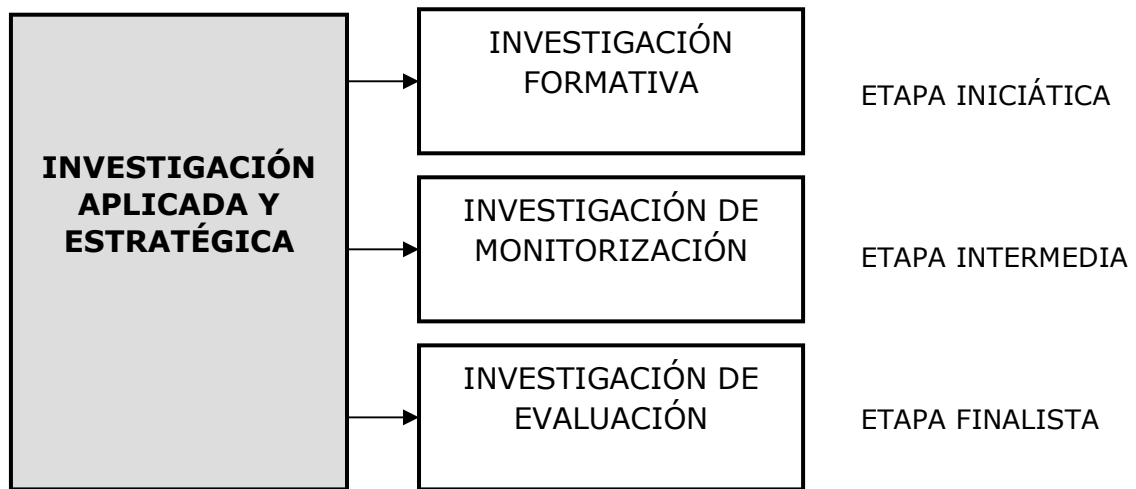 INVESTIGACIÓN
APLICADA Y
ESTRATÉGICA
INVESTIGACIÓN
FORMATIVA
ETAPA INICIÁTICA
INVESTIGACIÓN DE
MONITORIZACIÓN
ETAPA INTERMEDIA
INVESTIGACIÓN DE
EVALUACIÓN
ETAPA FINALISTA